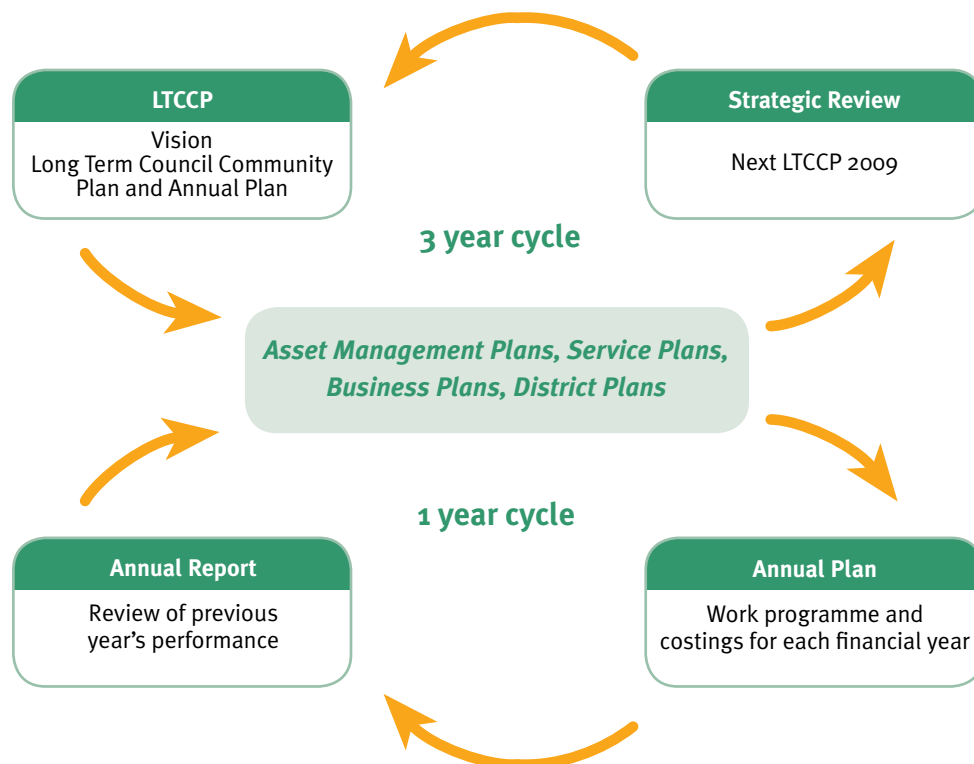 LTCCP
Vision
Long Term Council Community
Plan and Annual Plan
Strategic Review
Next LTCCP 2009
3 year cycle
Asset Management Plans, Service Plans,
Business Plans, District Plans
1 year cycle
Annual Report
Review of previous
year's performance
Annual Plan
Work programme and
costings for each financial year